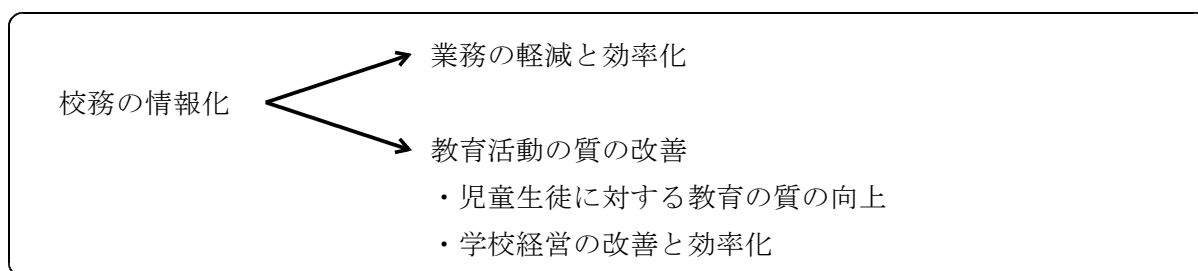 業務の軽減と効率化
校務の情報化
教育活動の質の改善
・児童生徒に対する教育の質の向上
・学校経営の改善と効率化